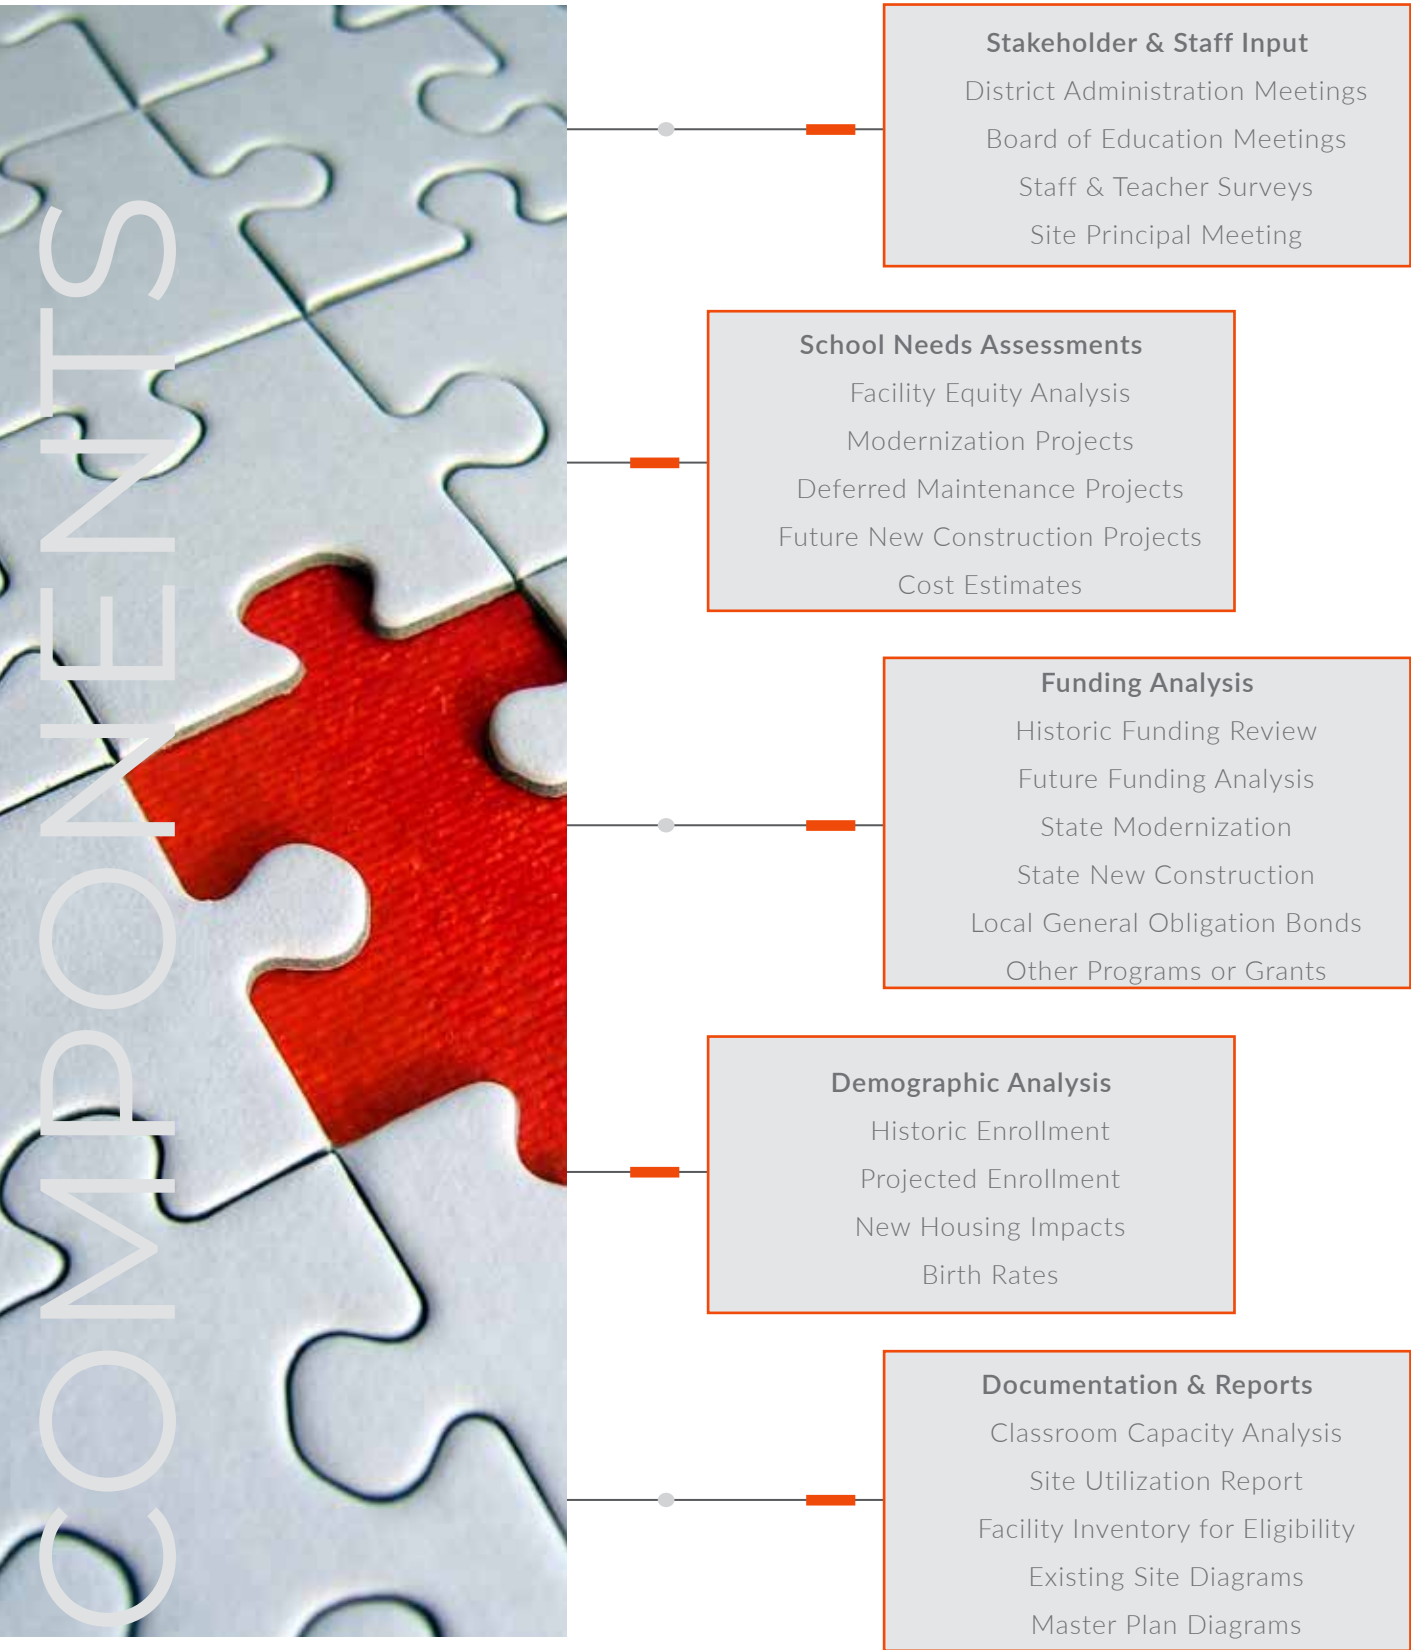 COMPONENTS
Stakeholder & Staff Input
District Administration Meetings
Board of Education Meetings
Staff & Teacher Surveys
Site Principal Meeting
School Needs Assessments
Facility Equity Analysis
Modernization Projects
Deferred Maintenance Projects
Future New Construction Projects
Cost Estimates
Funding Analysis
Historic Funding Review
Future Funding Analysis
State Modernization
State New Construction
Local General Obligation Bonds
Other Programs or Grants
Demographic Analysis
Historic Enrollment
Projected Enrollment
New Housing Impacts
Birth Rates
Documentation & Reports
Classroom Capacity Analysis
Site Utilization Report
Facility Inventory for Eligibility
Existing Site Diagrams
Master Plan Diagrams